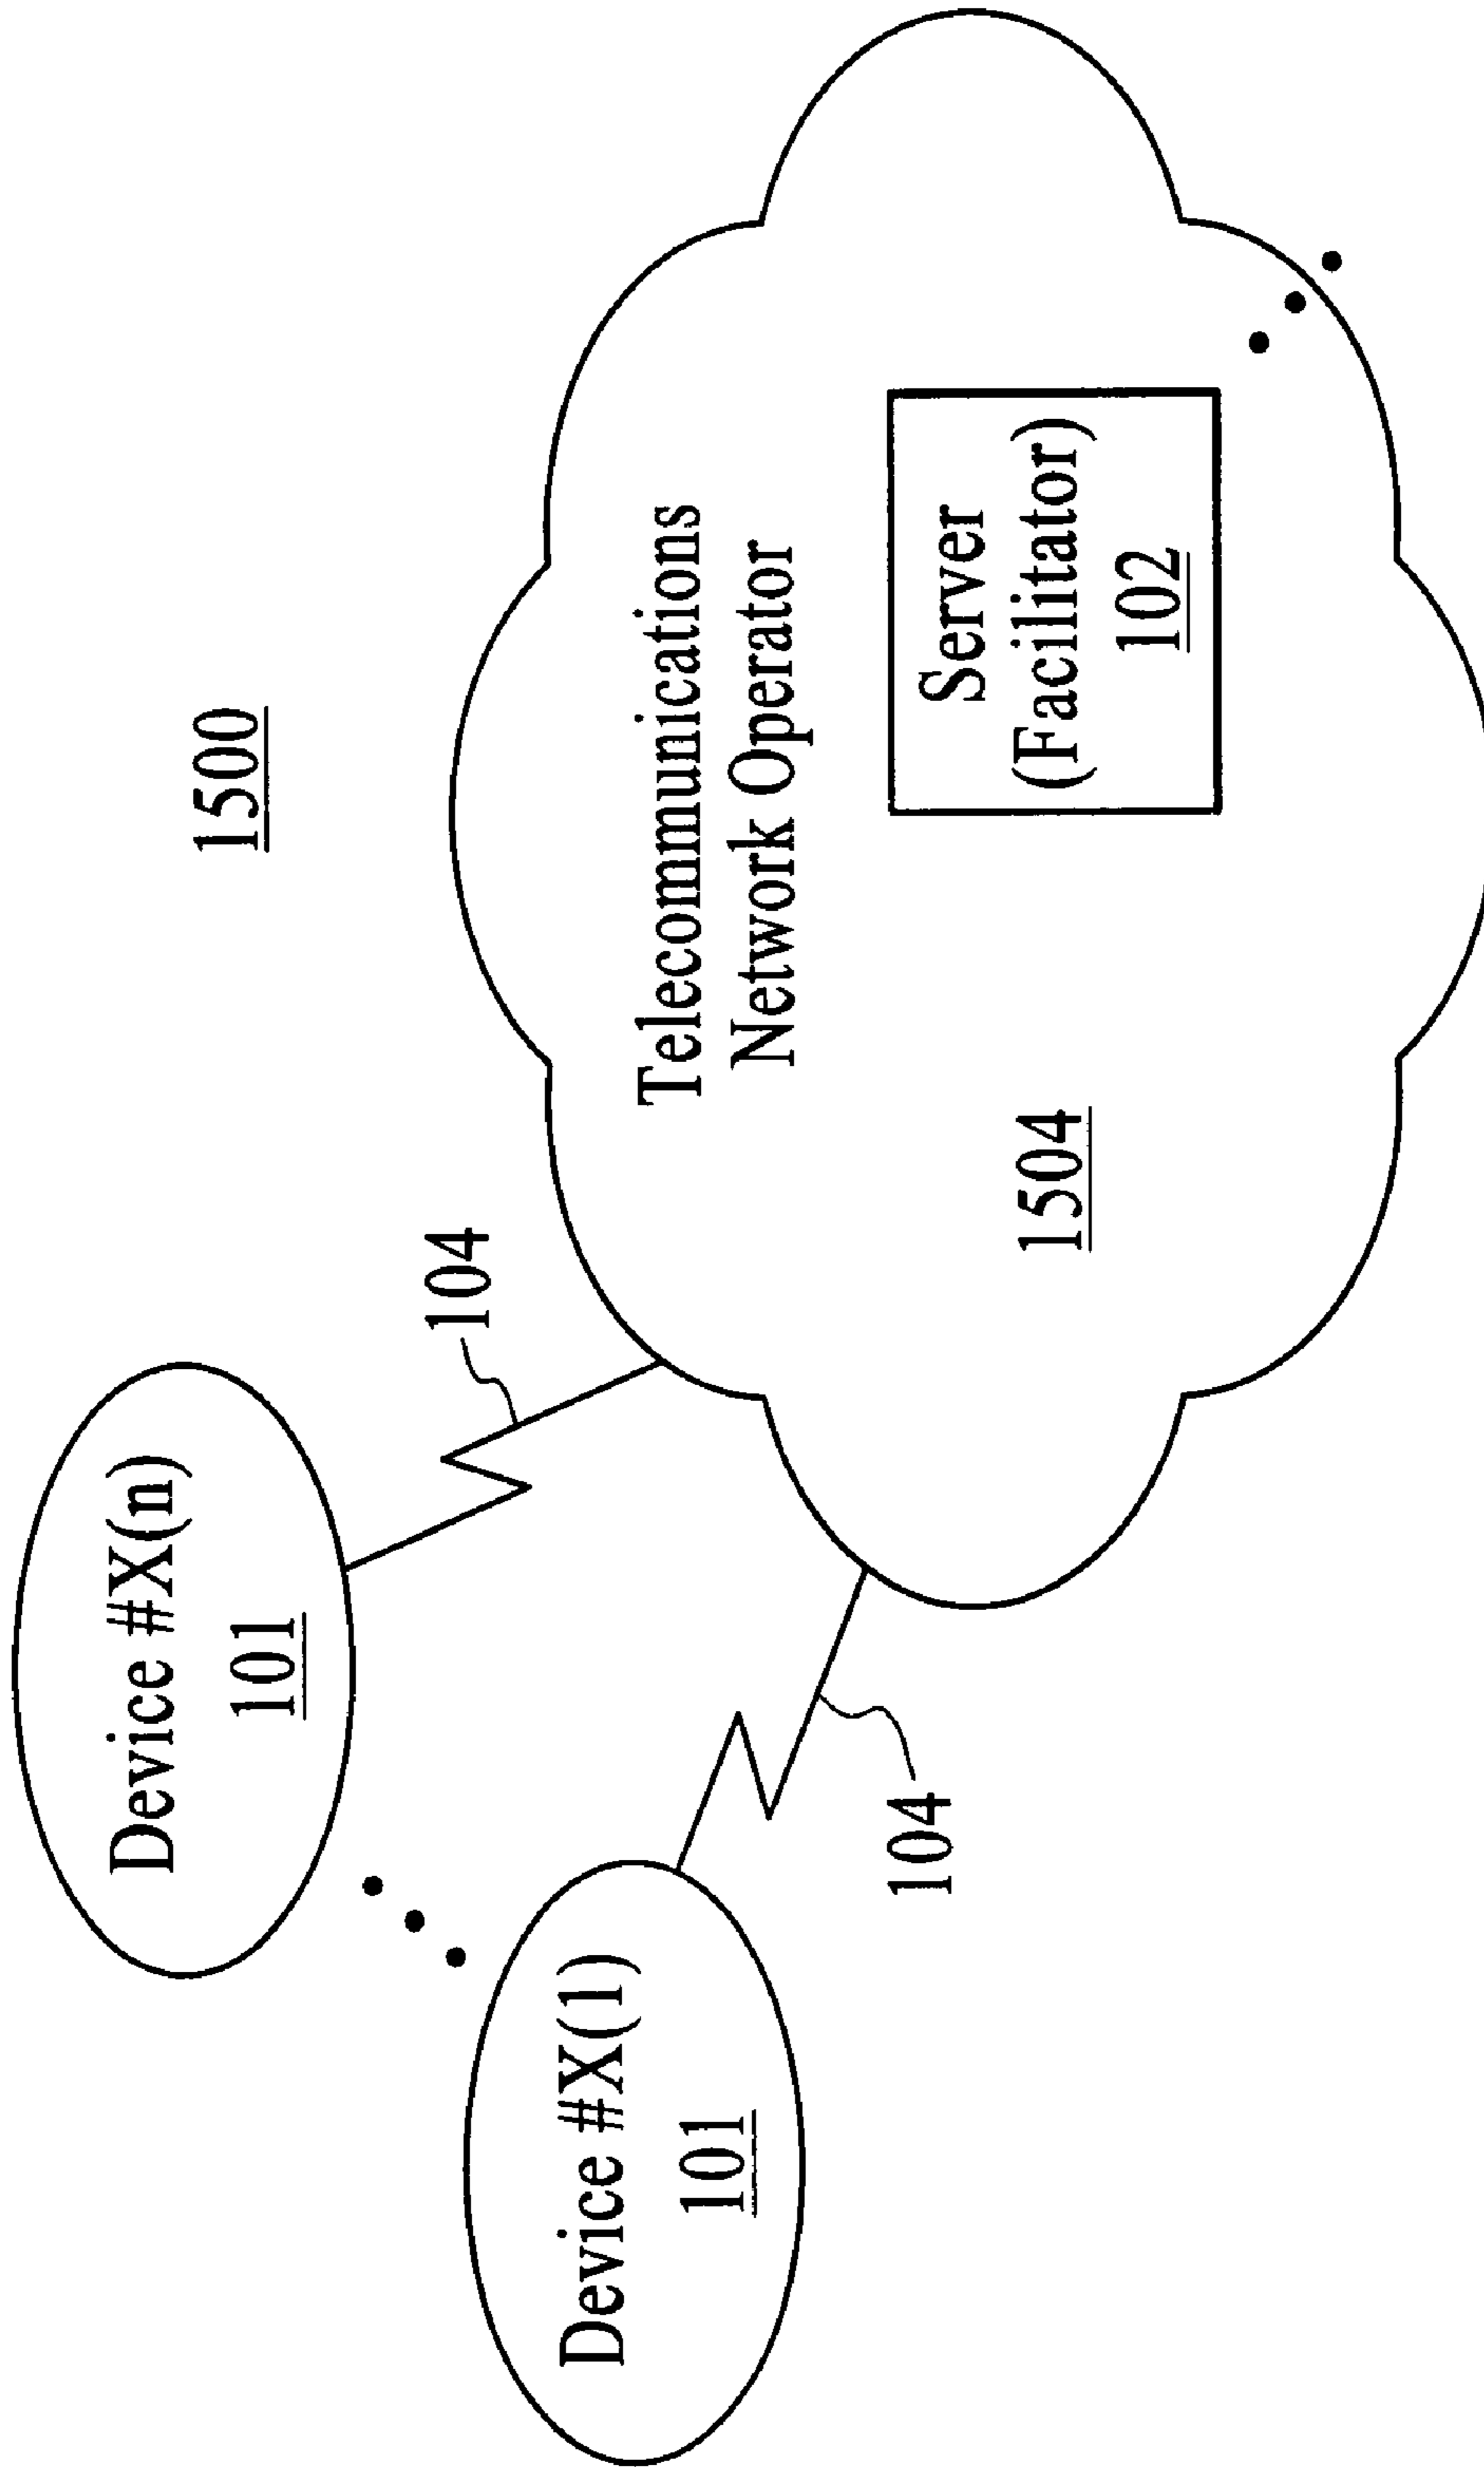 1500
Device #X(n)
101
104
Device #X(1)
101
104
Telecommunications
Network Operator
1504
Server
(Facilitator)
102